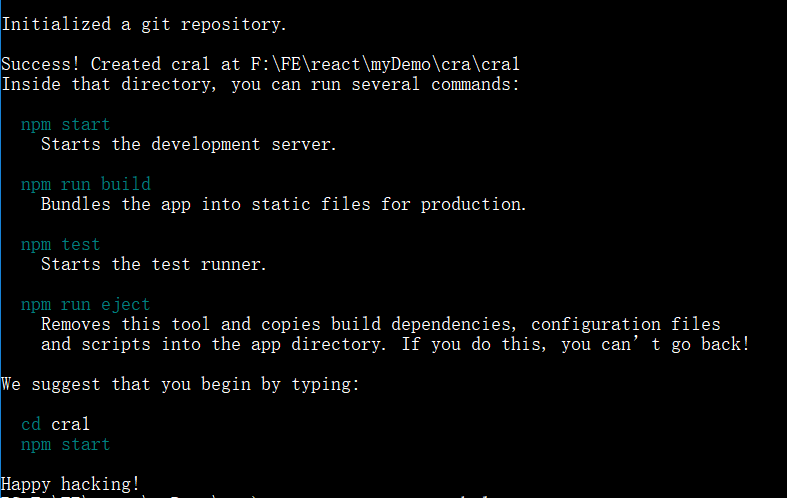 Initialized a git repository.
Success! Created cral at F:\FE\react\myDemo\cra\cral
Inside that directory, you can run several commands:
npm start
Starts the development server.
npm run build
Bundles the app into static files for production.
npm test
Starts the test runner.
npm run eject
Removes this tool and copies build dependencies, configuration files
and scripts into the app directory. If you do this, you can’t go back!
We suggest that you begin by typing:
cd cral
npm start
Happy hacking!